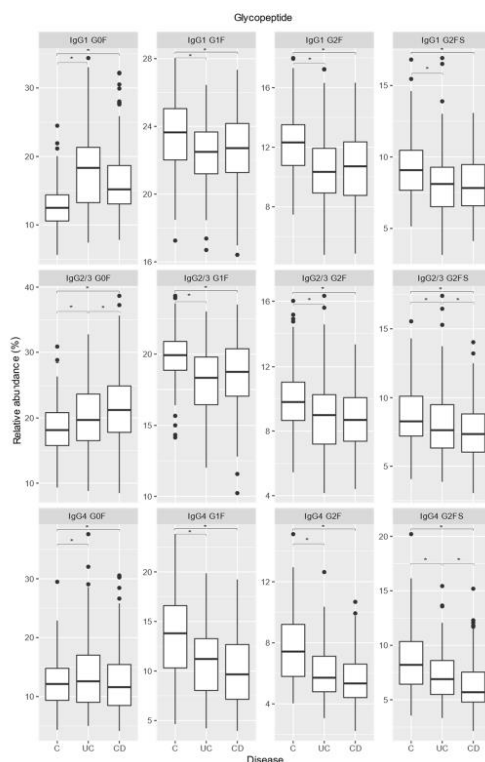 Glycopeptide
IgG1 G0F
IgG1 G1F
IgG1 G2F
IgG1 G2FS
30
20
10
28
24
20
16
18
15
12
9
6
15
10
5
IgG2/3 G0F
IgG2/3 G1F
IgG2/3 G2F
IgG2/3 G2FS
Relative abundance (%)
40
30
20
10
20
15
10
16
12
8
4
15
10
5
IgG4 G0F
IgG4 G1F
IgG4 G2F
IgG4 G2FS
30
20
10
20
15
10
5
12
8
4
20
15
10
5
C UC CD
C UC CD
C UC CD
C UC CD
Disease